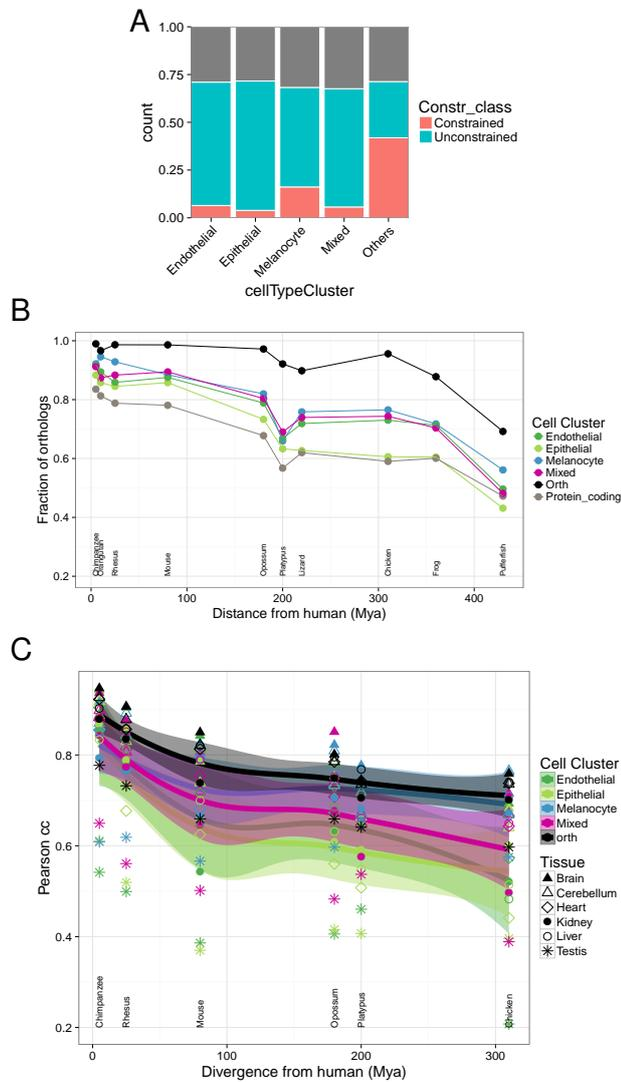 A
1.00
0.75
0.50
0.25
0.00
count
Endothelial
Epithelial
Melanocyte
Mixed
Others
cellTypeCluster
Constr_class
Constrained
Unconstrained
B
1.0
0.8
0.6
0.4
0.2
Fraction of orthologs
Chimpanzee
Rhesus
Mouse
Oposum
Platypus
Lizard
Chicken
Frog
Pufferfish
0
100
200
300
400
Distance from human (Mya)
Cell Cluster
Endothelial
Epithelial
Melanocyte
Mixed
Orth
Protein_coding
C
0.8
0.6
0.4
0.2
Pearson cc
Chimpanzee
Rhesus
Mouse
Opossum
Platypus
Chicken
0
100
200
300
Divergence from human (Mya)
Cell Cluster
Endothelial
Epithelial
Melanocyte
Mixed
orth
Tissue
Brain
Cerebellum
Heart
Kidney
Liver
Testis